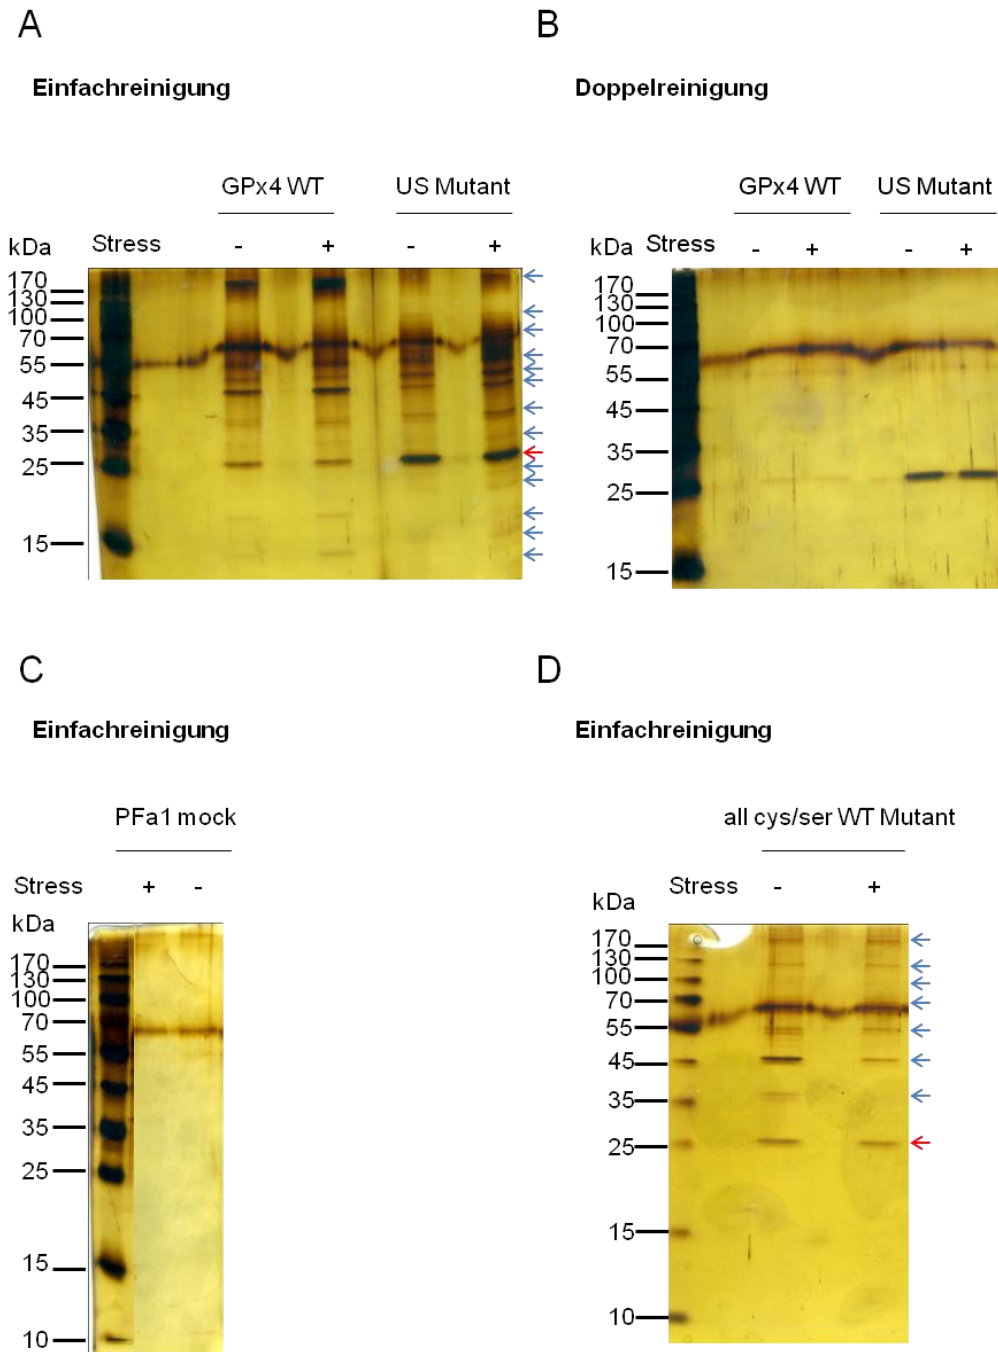 A
Einfachreinigung
GPx4 WT
US Mutant
kDa
Stress
-
+
-
+
170
130
100
70
55
45
35
25
15
B
Doppelreinigung
GPx4 WT
US Mutant
kDa
Stress
-
+
-
+
170
130
100
70
55
45
35
25
15
C
Einfachreinigung
PFa1 mock
Stress
+
-
kDa
170
130
100
70
55
45
35
25
15
10
D
Einfachreinigung
all cys/ser WT Mutant
Stress
-
+
kDa
170
130
100
70
55
45
35
25
15
10